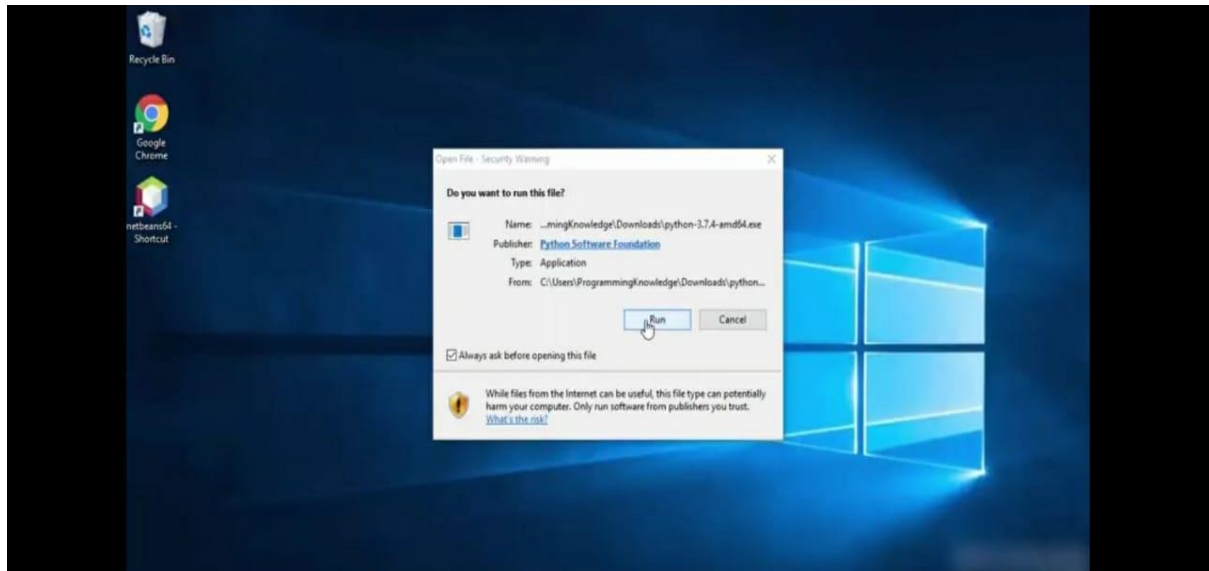 Recycle Bin
Google
Chrome
netbeans64 -
Shortcut
Open File - Security Warning
Do you want to run this file?
Name: ...mingKnowledge\Downloads\python-3.7.4-amd64.exe
Publisher: Python Software Foundation
Type: Application
From: C:\Users\ProgrammingKnowledge\Downloads\python...
Run Cancel
Always ask before opening this file
While files from the Internet can be useful, this file type can potentially
harm your computer. Only run software from publishers you trust.
What's the risk?